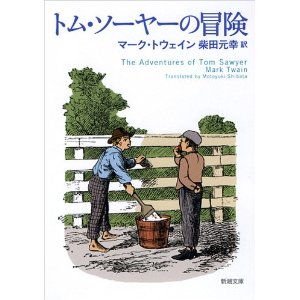 トム・ソーヤーの冒険
マーク・トウェイン 柴田元幸 訳
The Adventures of Tom Sawyer
Mark Twain
Translated by Motoyuki Shibata
新潮文庫